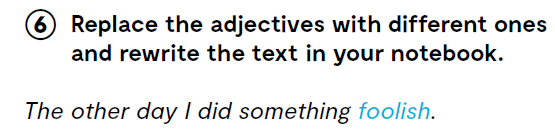 6 Replace the adjectives with different ones
and rewrite the text in your notebook.
The other day I did something foolish.